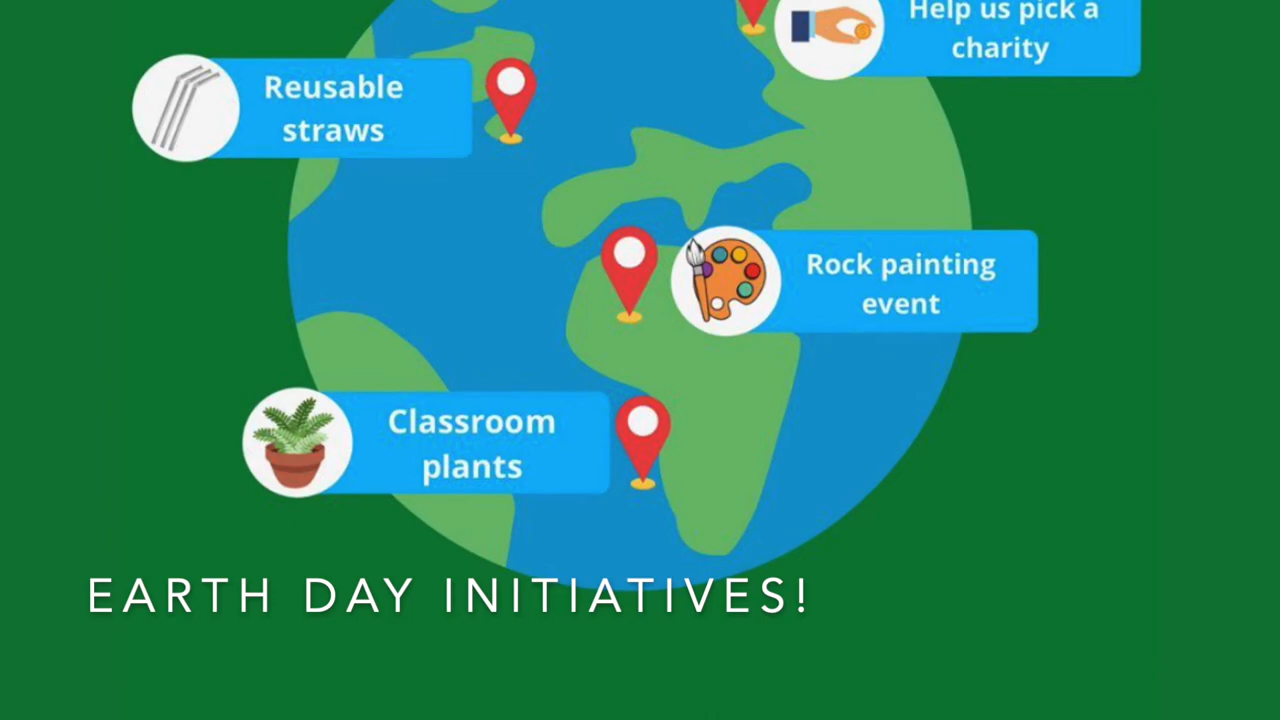 Help us pick a
charity
Reusable
straws
Rock painting
event
Classroom
plants
EARTH DAY INITIATIVES!